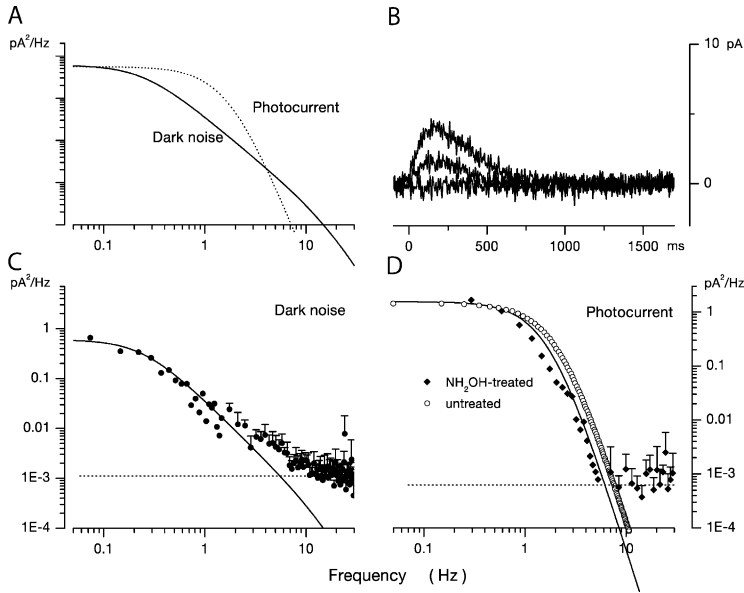 A
pA²/Hz
Photocurrent
Dark noise
0.1 1 10
B
10 pA
0
0 500 1000 1500 ms
C
pA²/Hz
Dark noise
1
0.1
0.01
1E-3
1E-4
0.1 1 10
D
pA²/Hz
Photocurrent
NH₂OH-treated
untreated
1
0.1
0.01
1E-3
1E-4
0.1 1 10
Frequency (Hz)